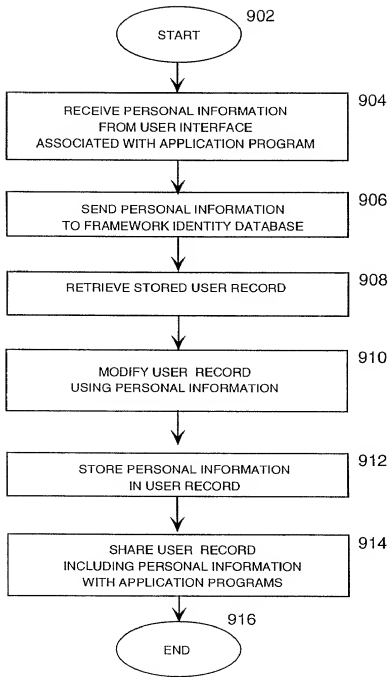 902
START
904
RECEIVE PERSONAL INFORMATION
FROM USER INTERFACE
ASSOCIATED WITH APPLICATION PROGRAM
906
SEND PERSONAL INFORMATION
TO FRAMEWORK IDENTITY DATABASE
908
RETRIEVE STORED USER RECORD
910
MODIFY USER RECORD
USING PERSONAL INFORMATION
912
STORE PERSONAL INFORMATION
IN USER RECORD
914
SHARE USER RECORD
INCLUDING PERSONAL INFORMATION
WITH APPLICATION PROGRAMS
916
END